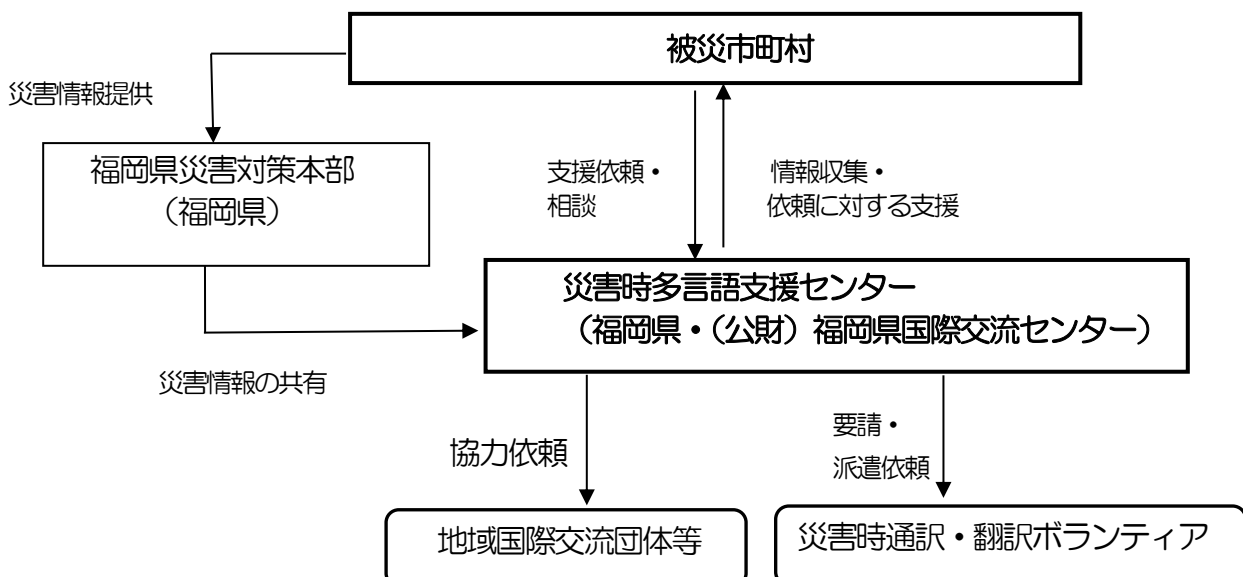 被災市町村
災害情報提供
福岡県災害対策本部
（福岡県）
支援依頼・
相談
情報収集・
依頼に対する支援
災害時多言語支援センター
（福岡県・（公財）福岡県国際交流センター）
災害情報の共有
協力依頼
要請・
派遣依頼
地域国際交流団体等
災害時通訳・翻訳ボランティア